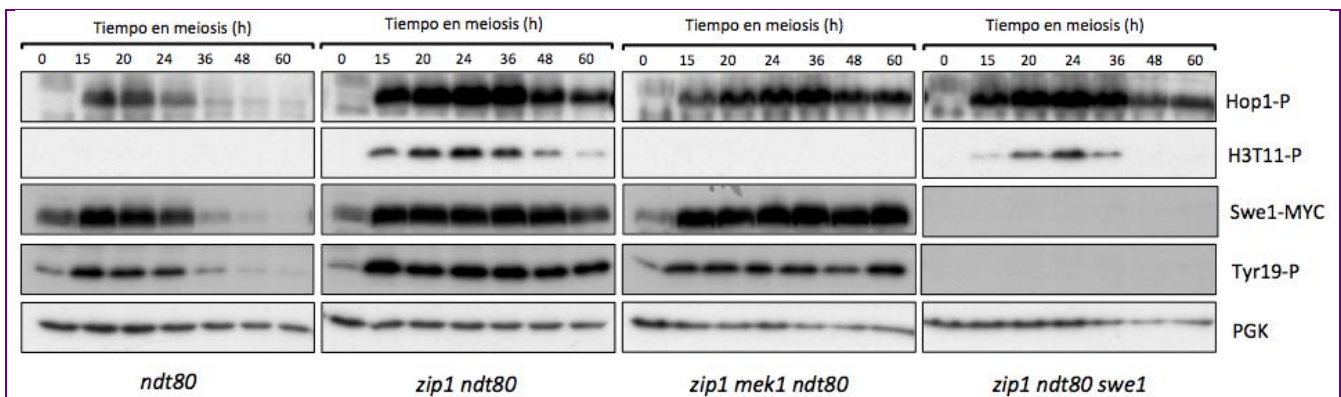 Tiempo en meiosis (h) Tiempo en meiosis (h) Tiempo en meiosis (h) Tiempo en meiosis (h)
0 15 20 24 36 48 60 0 15 20 24 36 48 60 0 15 20 24 36 48 60 0 15 20 24 36 48 60
Hop1-P
H3T11-P
Swe1-MYC
Tyr19-P
PGK
ndt80 zip1 ndt80 zip1 mek1 ndt80 zip1 ndt80 swe1